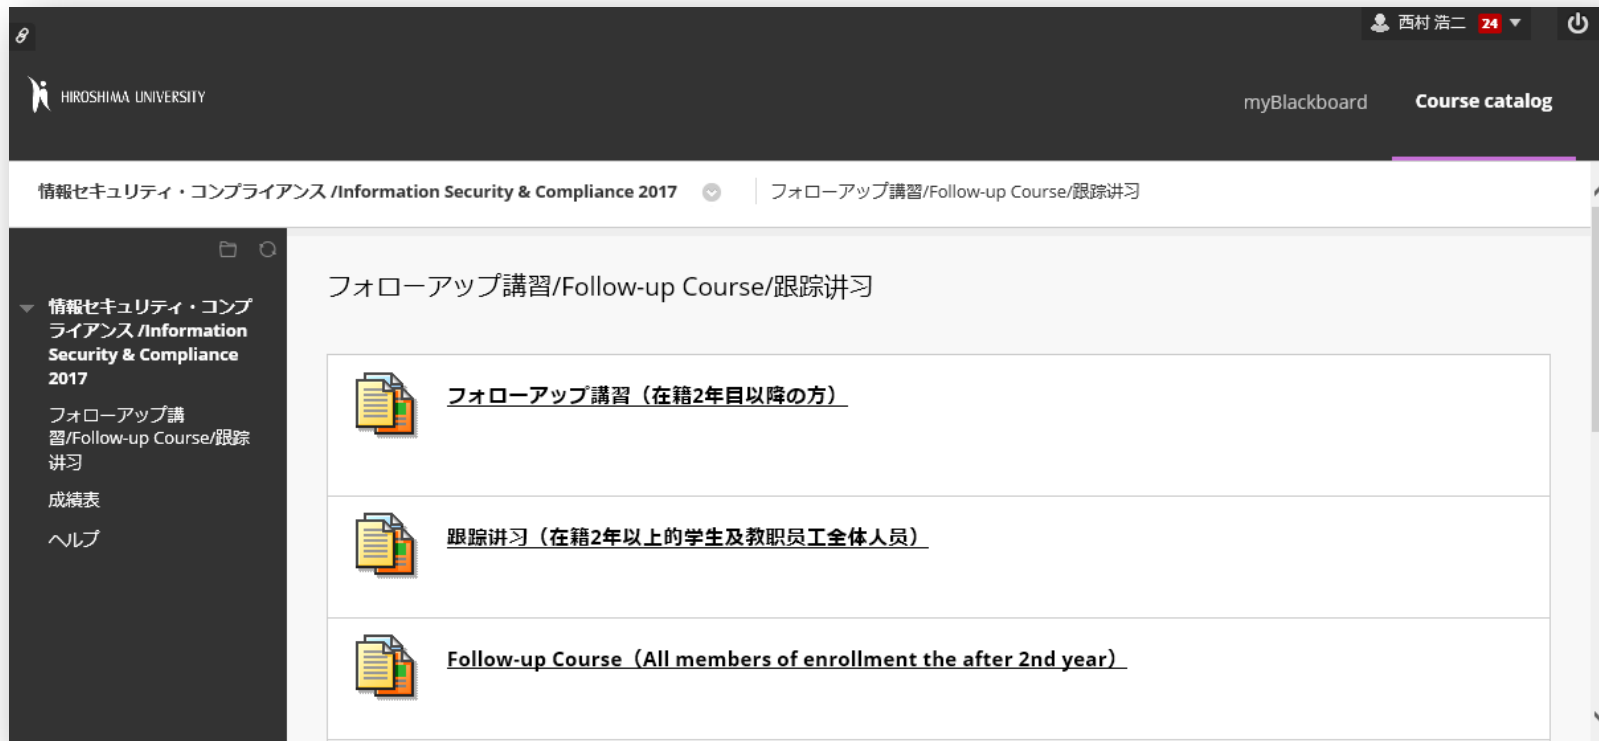 西村 浩二 24
HIROSHIMA UNIVERSITY
myBlackboard
Course catalog
情報セキュリティ・コンプライアンス /Information Security & Compliance 2017
フォローアップ講習/Follow-up Course/跟踪讲习
情報セキュリティ・コンプ
ライアンス /Information
Security & Compliance
2017
フォローアップ講
習/Follow-up Course/跟踪
讲习
成績表
ヘルプ
フォローアップ講習/Follow-up Course/跟踪讲习
フォローアップ講習（在籍2年目以降の方）
跟踪讲习（在籍2年以上的学生及教职员工全体人员）
Follow-up Course（All members of enrollment the after 2nd year）